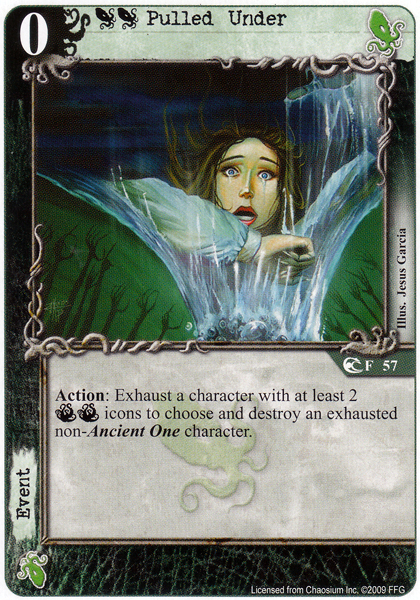 0
Pulled Under
Illus. Jesus Garcia
F 57
Action: Exhaust a character with at least 2
icons to choose and destroy an exhausted
non-Ancient One character.
Event
Licensed from Chaosium Inc. ©2009 FFG